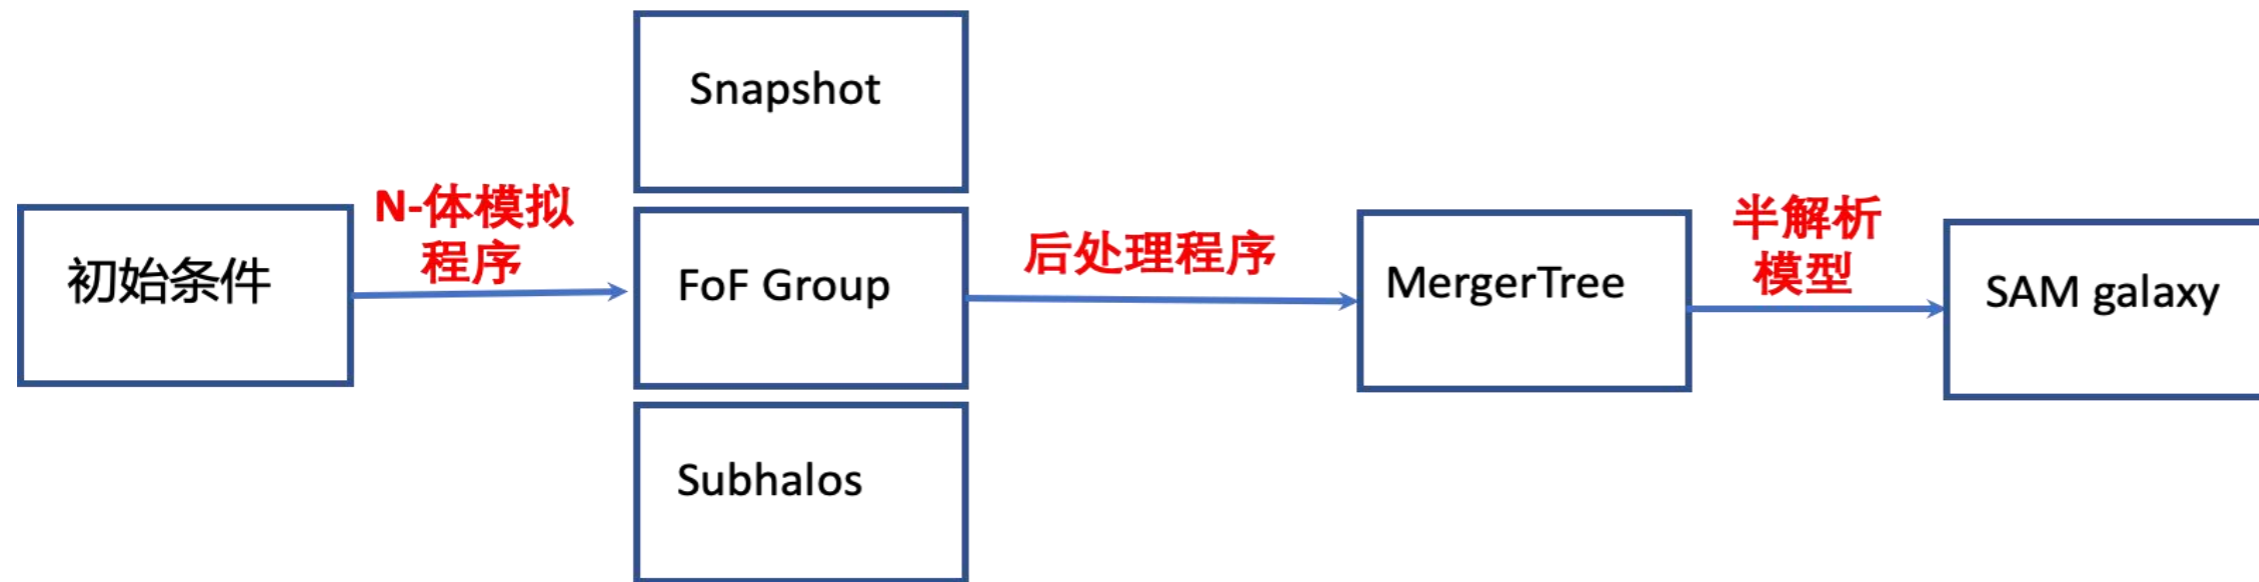 初始条件
N-体模拟
程序
Snapshot
FoF Group
Subhalos
后处理程序
MergerTree
半解析
模型
SAM galaxy